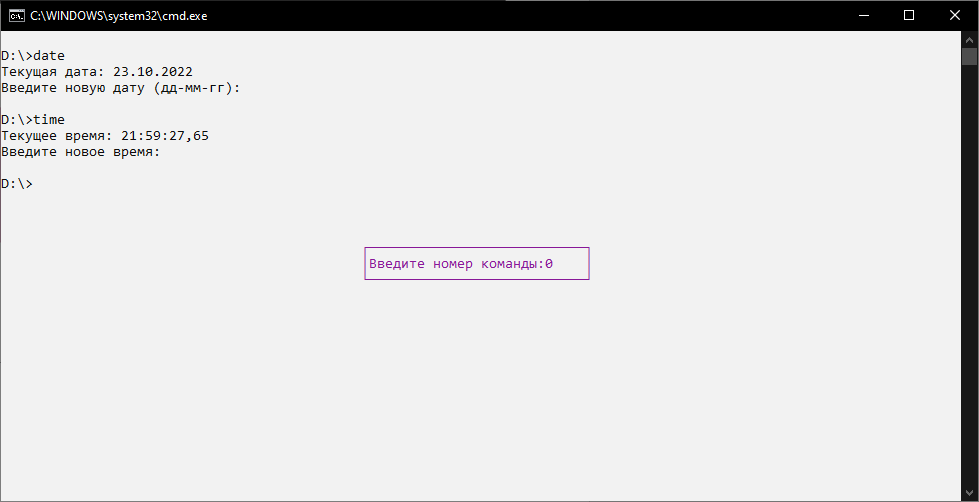 C:\WINDOWS\system32\cmd.exe
D:\>date
Текущая дата: 23.10.2022
Введите новую дату (дд-мм-гг):
D:\>time
Текущее время: 21:59:27,65
Введите новое время:
D:\>
Введите номер команды:0